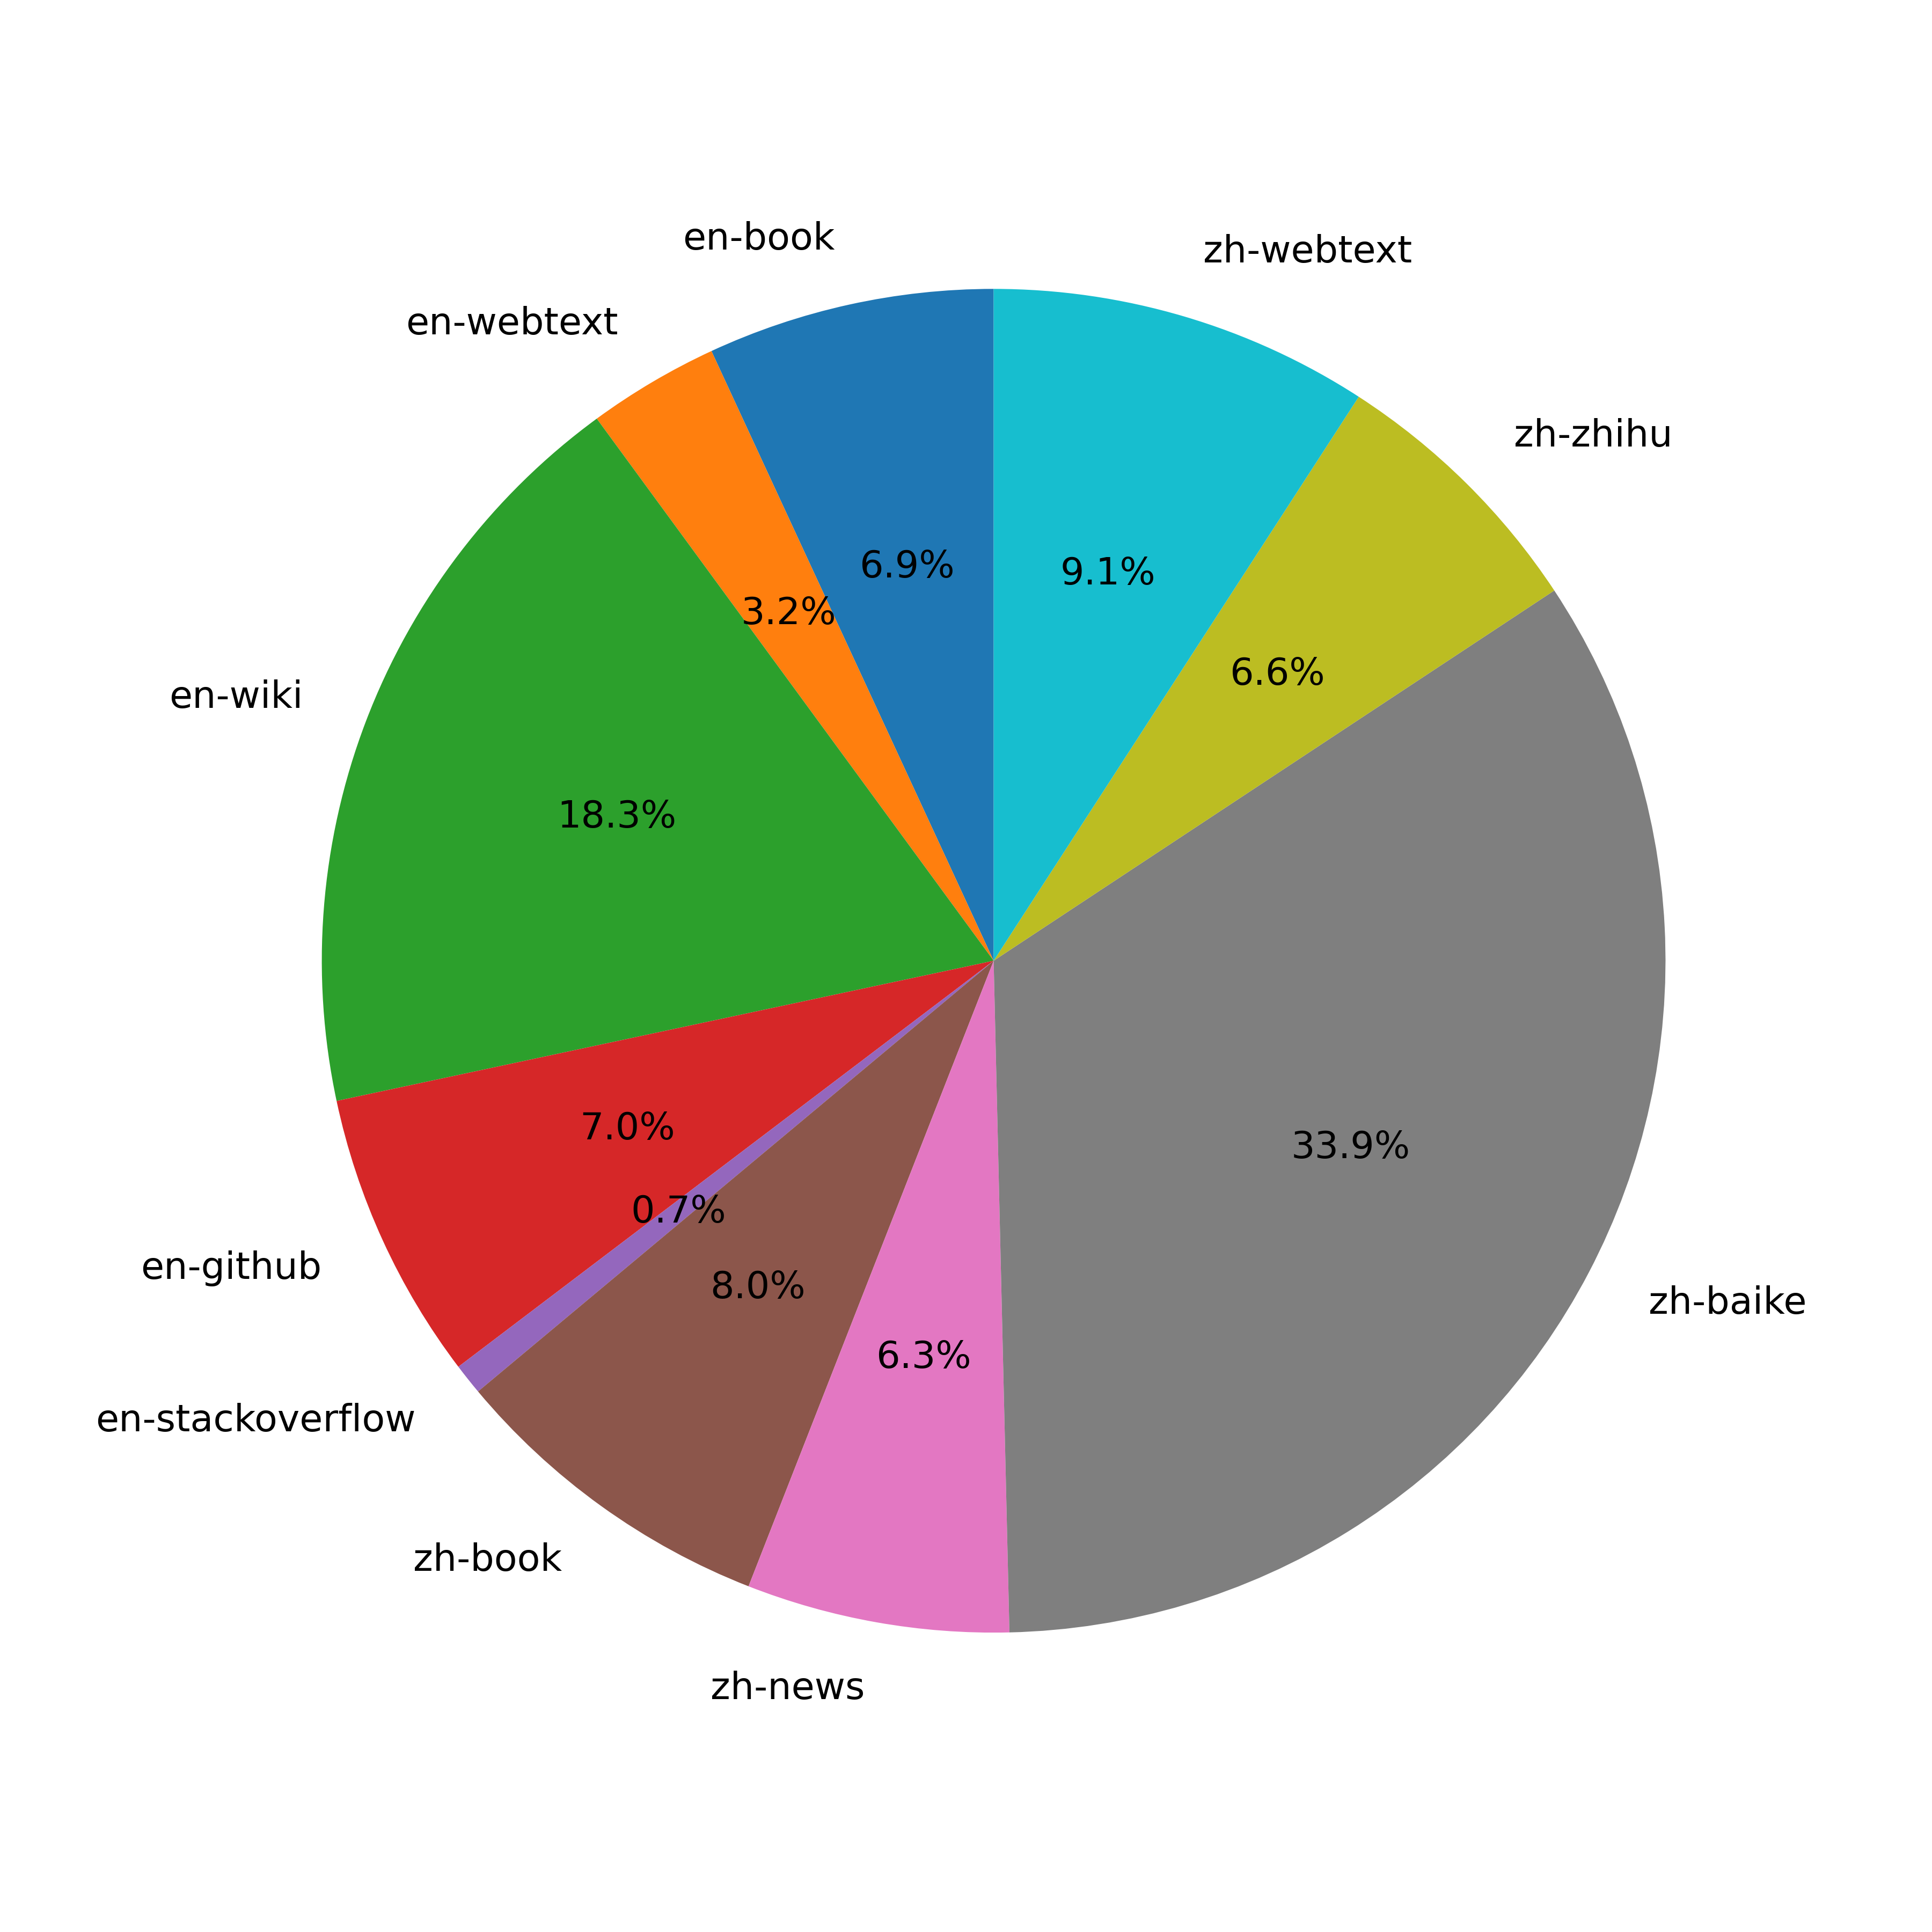 en-book
zh-webtext
en-webtext
zh-zhihu
6.9%
9.1%
3.2%
6.6%
en-wiki
18.3%
7.0%
33.9%
0.7%
en-github
8.0%
zh-baike
6.3%
en-stackoverflow
zh-book
zh-news